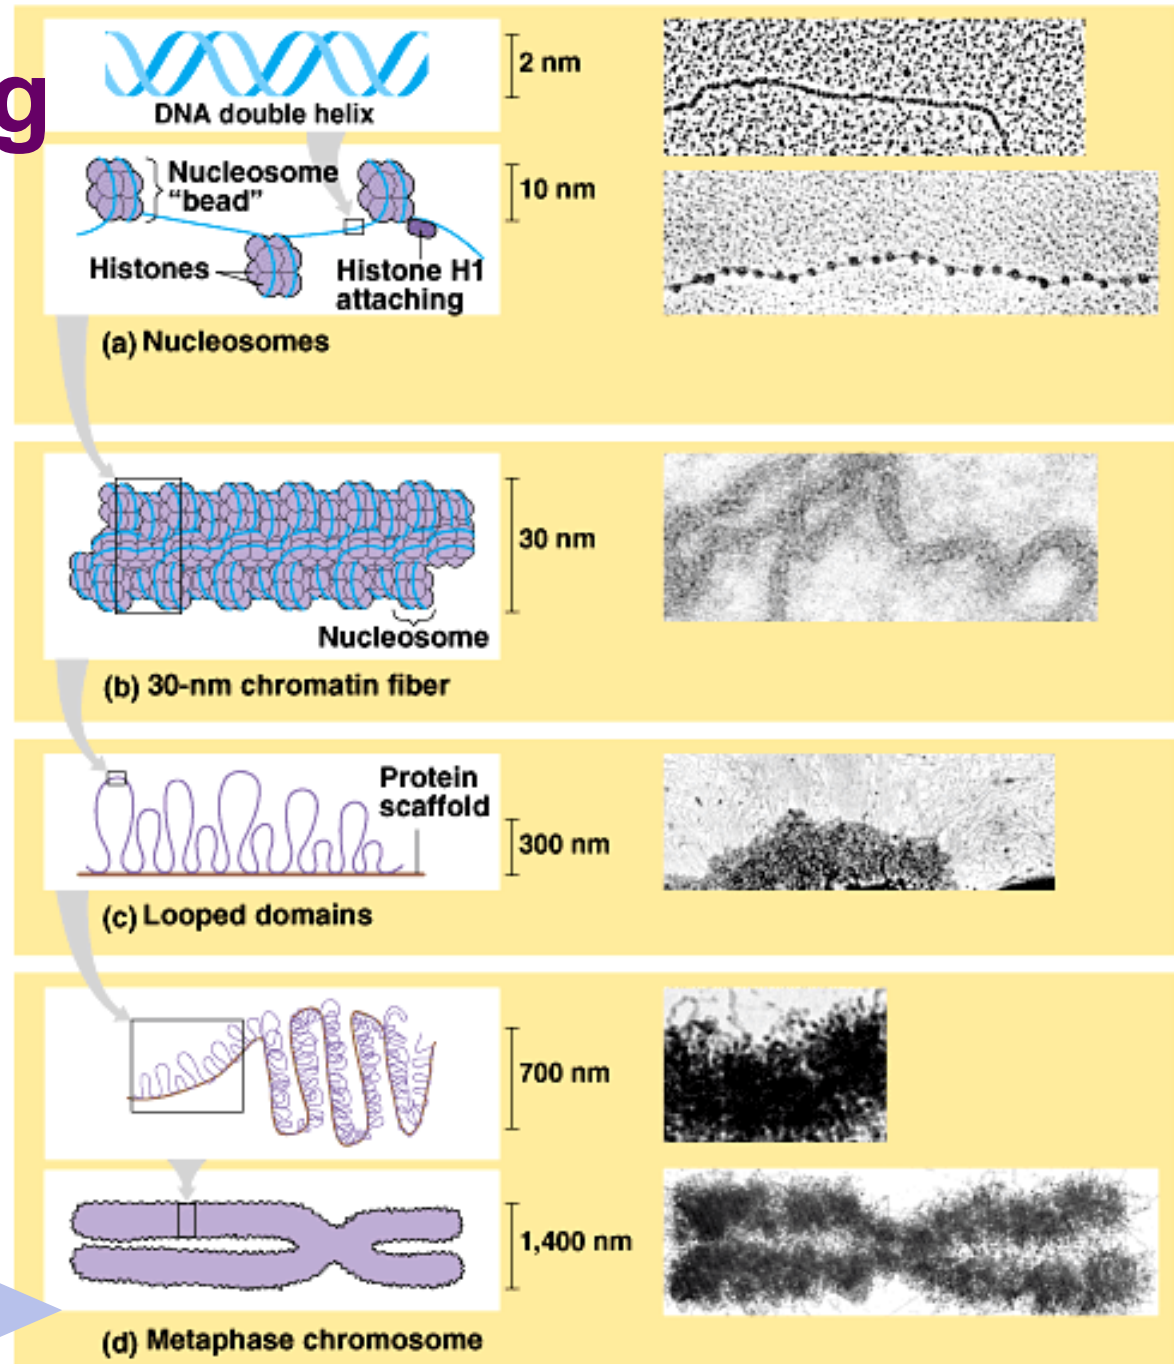 g
2 nm
DNA double helix
Nucleosome
“bead”
10 nm
Histones
Histone H1
attaching
(a) Nucleosomes
30 nm
Nucleosome
(b) 30-nm chromatin fiber
Protein
scaffold
300 nm
(c) Looped domains
700 nm
1,400 nm
(d) Metaphase chromosome